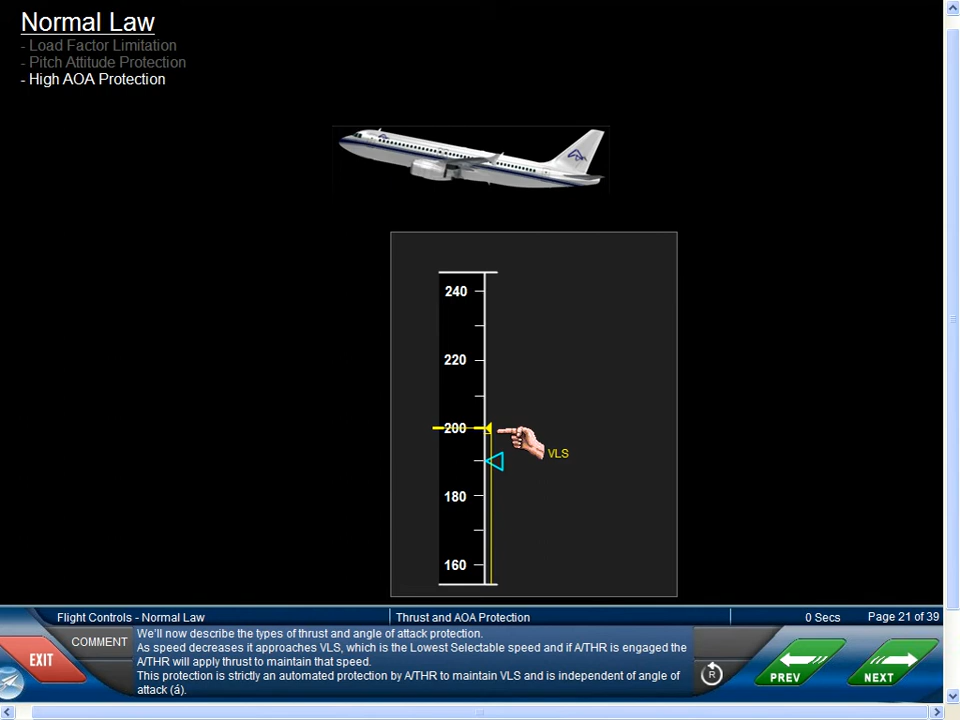 Normal Law
- Load Factor Limitation
- Pitch Attitude Protection
- High AOA Protection
240
220
200
VLS
180
160
Flight Controls - Normal Law
Thrust and AOA Protection
0 Secs
Page 21 of 39
EXIT
COMMENT
We'll now describe the types of thrust and angle of attack protection.
As speed decreases it approaches VLS, which is the Lowest Selectable speed and if A/THR is engaged the
A/THR will apply thrust to maintain that speed.
This protection is strictly an automated protection by A/THR to maintain VLS and is independent of angle of
attack (á).
R
PREV
NEXT